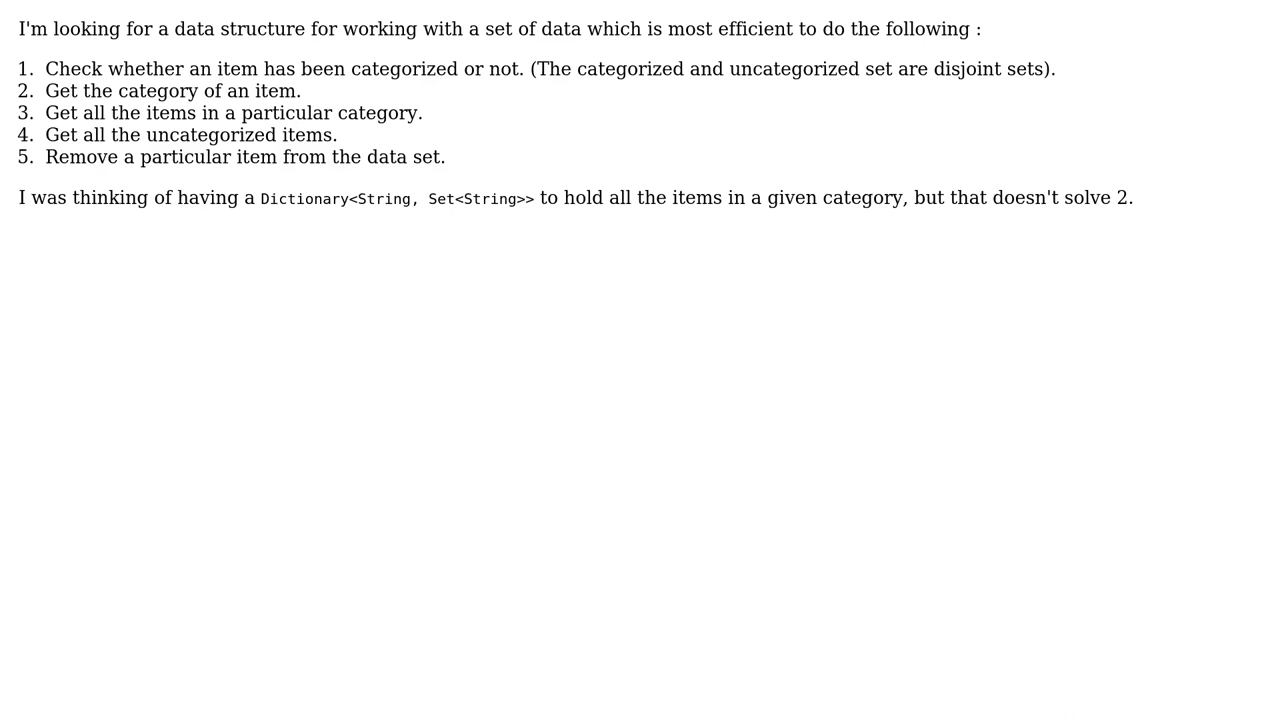 I'm looking for a data structure for working with a set of data which is most efficient to do the following :
1. Check whether an item has been categorized or not. (The categorized and uncategorized set are disjoint sets).
2. Get the category of an item.
3. Get all the items in a particular category.
4. Get all the uncategorized items.
5. Remove a particular item from the data set.
I was thinking of having a Dictionary<String, Set<String>> to hold all the items in a given category, but that doesn't solve 2.